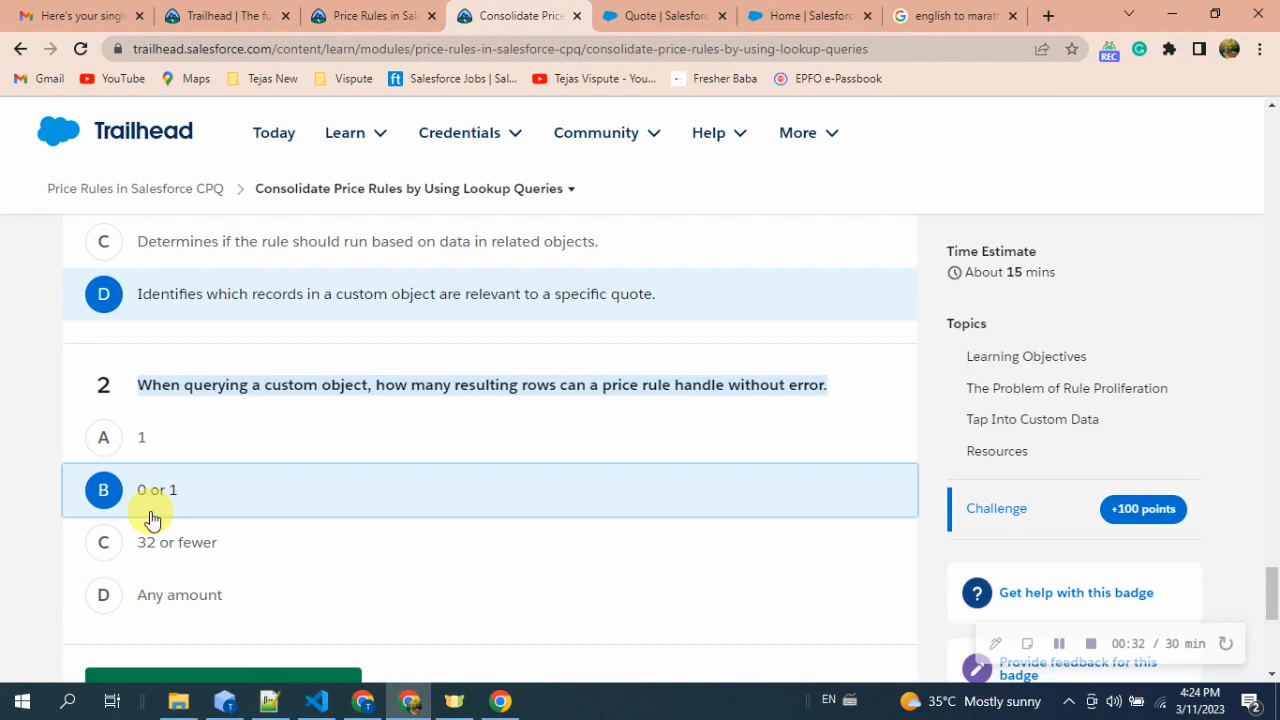 Here's your singl
Trailhead | The fu
Price Rules in Sal
Consolidate Price
Quote | Salesforc
Home | Salesforc
english to marath
trailhead.salesforce.com/content/learn/modules/price-rules-in-salesforce-cpq/consolidate-price-rules-by-using-lookup-queries
REC
Gmail
YouTube
Maps
Tejas New
Vispute
Salesforce Jobs | Sal...
Tejas Vispute - You...
Fresher Baba
EPFO e-Passbook
Trailhead
Today
Learn
Credentials
Community
Help
More
Price Rules in Salesforce CPQ > Consolidate Price Rules by Using Lookup Queries
C Determines if the rule should run based on data in related objects.
D Identifies which records in a custom object are relevant to a specific quote.
2 When querying a custom object, how many resulting rows can a price rule handle without error.
A 1
B 0 or 1
C 32 or fewer
D Any amount
Time Estimate
About 15 mins
Topics
Learning Objectives
The Problem of Rule Proliferation
Tap Into Custom Data
Resources
Challenge
+100 points
? Get help with this badge
00:32 / 30 min
Provide feedback for this
badge
EN
35°C Mostly sunny
4:24 PM
3/11/2023
2